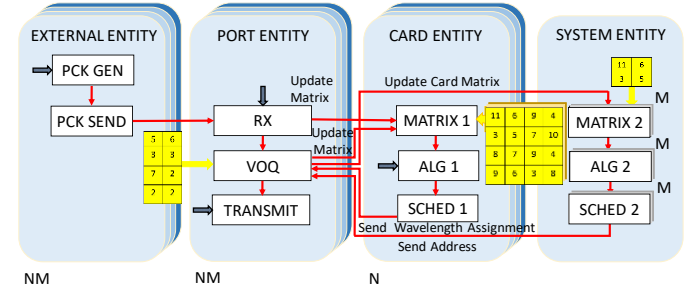 EXTERNAL ENTITY
PORT ENTITY
CARD ENTITY
SYSTEM ENTITY
PCK GEN
Update
Matrix
Update Card Matrix
11 6
3 5
M
PCK SEND
RX
MATRIX 1
11 6 9 4
3 5 7 10
8 7 9 4
9 6 3 8
MATRIX 2
Update
Matrix
5 6
3 3
7 2
2 2
M
VOQ
ALG 1
ALG 2
M
TRANSMIT
SCHED 1
SCHED 2
Send Wavelength Assignment
Send Address
NM
NM
N